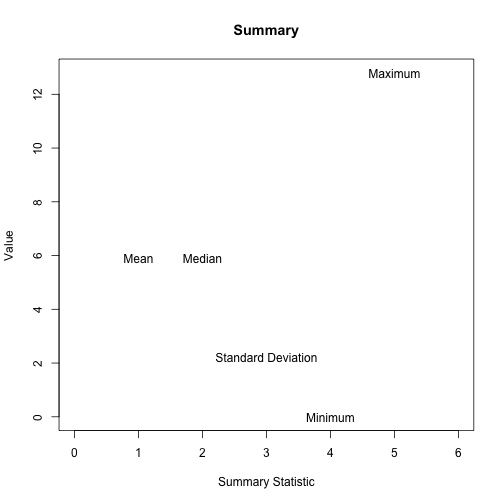 Summary
Maximum
12
10
8
Value
6
Mean Median
4
2
Standard Deviation
0
Minimum
0 1 2 3 4 5 6
Summary Statistic